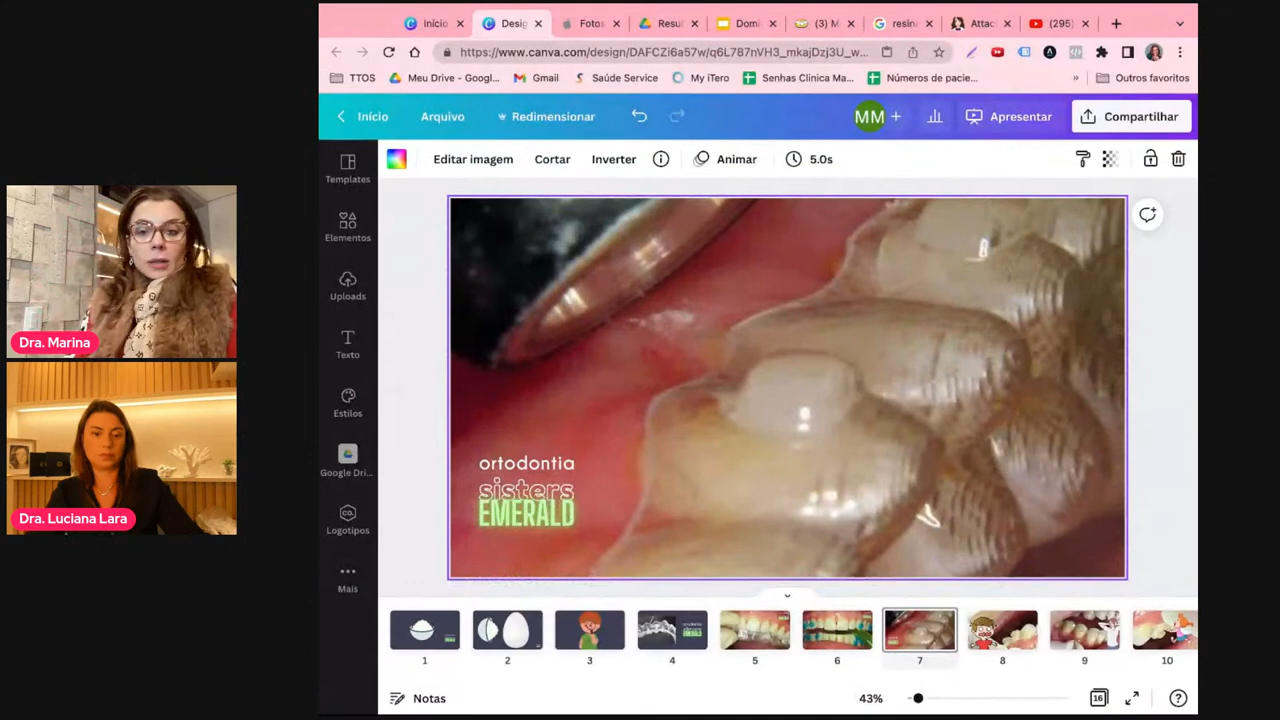 Início
Desig
Fotos
Resul
Domi
(3) M
resina
Attac
(295)
https://www.canva.com/design/DAFCZi6a57w/q6L787nVH3_mkajDzj3U_w...
TTOS
Meu Drive - Googl...
Gmail
Saúde Service
My iTero
Senhas Clinica Ma...
Números de pacie...
»
Outros favoritos
Início
Arquivo
Redimensionar
MM
+
Apresentar
Compartilhar
Editar imagem
Cortar
Inverter
Animar
5.0s
Templates
Elementos
Uploads
Texto
Estilos
Google Dri...
Logotipos
Mais
Dra. Marina
Dra. Luciana Lara
ortodontia
sisters
EMERALD
1
2
3
4
5
6
7
8
9
10
Notas
43%
16